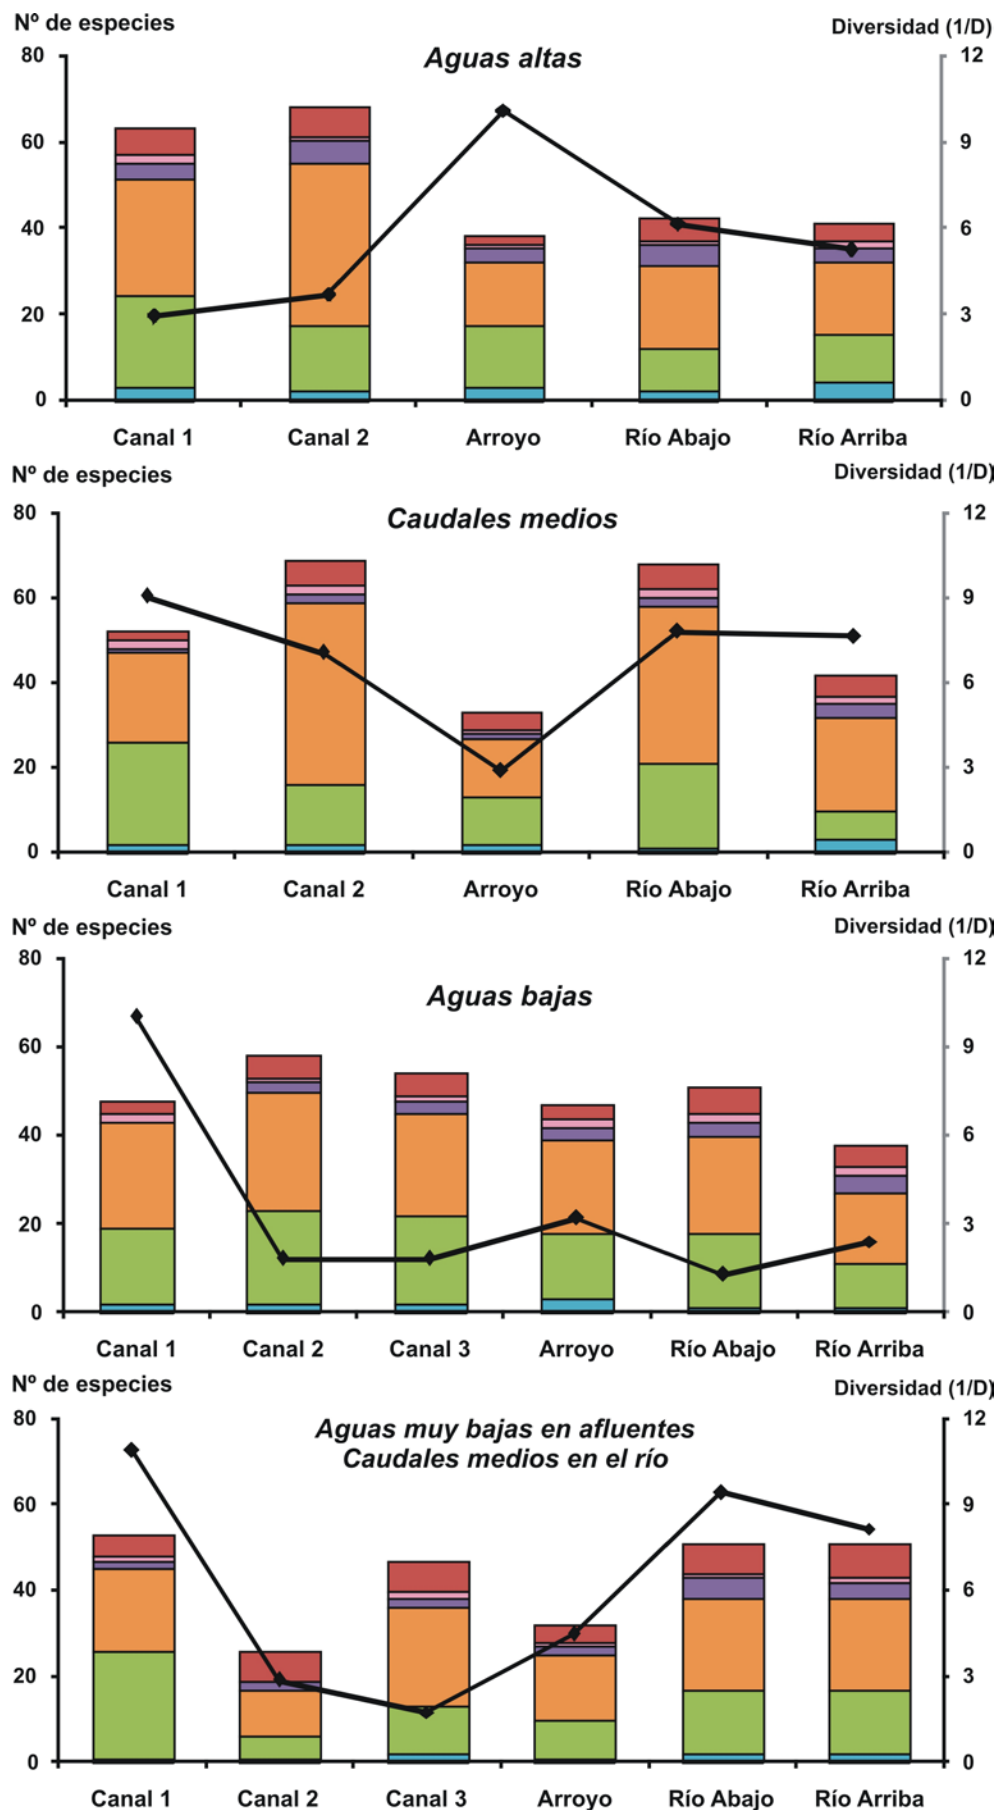 Nº de especies Diversidad (1/D)
Aguas altas
80 12
60 9
40 6
20 3
0 0
Canal 1 Canal 2 Arroyo Río Abajo Río Arriba
Nº de especies Diversidad (1/D)
Caudales medios
80 12
60 9
40 6
20 3
0 0
Canal 1 Canal 2 Arroyo Río Abajo Río Arriba
Nº de especies Diversidad (1/D)
Aguas bajas
80 12
60 9
40 6
20 3
0 0
Canal 1 Canal 2 Canal 3 Arroyo Río Abajo Río Arriba
Nº de especies Diversidad (1/D)
80 12
Aguas muy bajas en afluentes
Caudales medios en el río
60 9
40 6
20 3
0 0
Canal 1 Canal 2 Canal 3 Arroyo Río Abajo Río Arriba